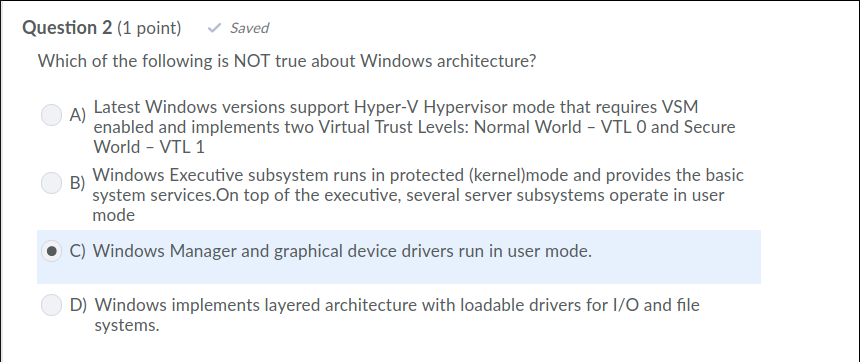 Question 2 (1 point) Saved
Which of the following is NOT true about Windows architecture?
A) Latest Windows versions support Hyper-V Hypervisor mode that requires VSM
enabled and implements two Virtual Trust Levels: Normal World – VTL 0 and Secure
World – VTL 1
B) Windows Executive subsystem runs in protected (kernel)mode and provides the basic
system services.On top of the executive, several server subsystems operate in user
mode
C) Windows Manager and graphical device drivers run in user mode.
D) Windows implements layered architecture with loadable drivers for I/O and file
systems.